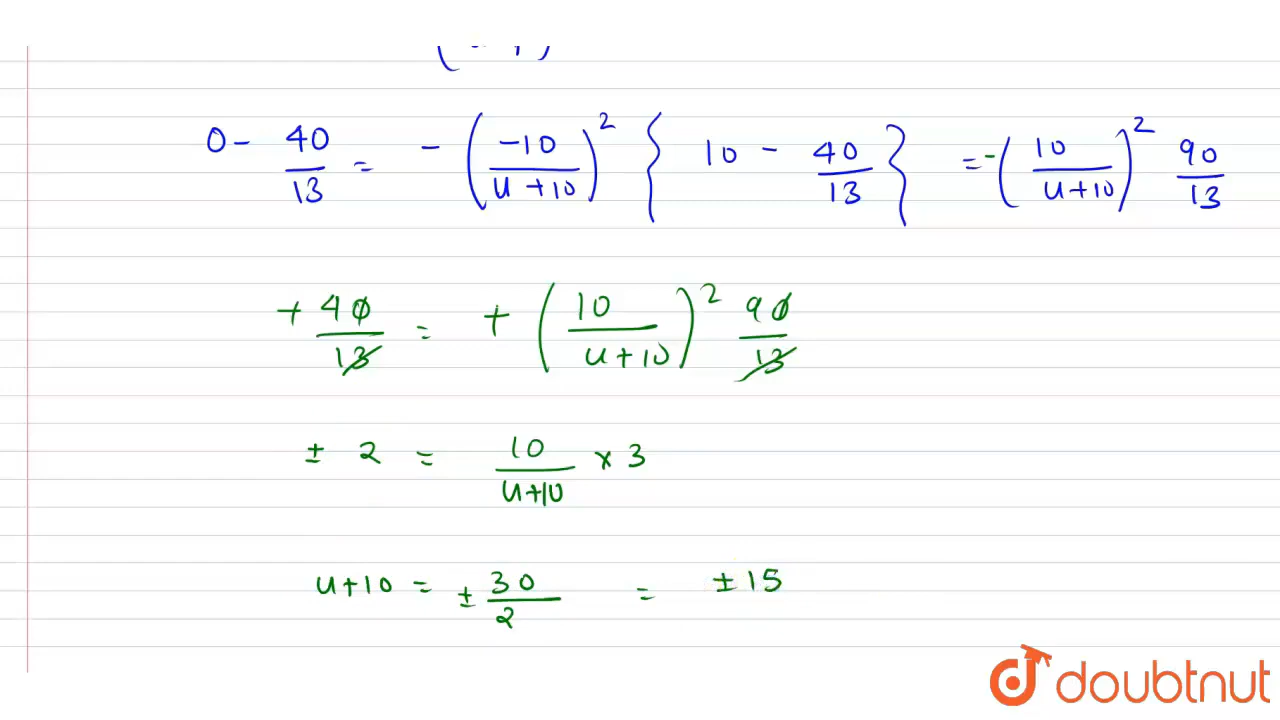 0 - 40/13 = - (-10/u+10)² { 10 - 40/13 } = - (10/u+10)² 90/13
+ 40/13 = + (10/u+10)² 90/13
± 2 = 10/u+10 × 3
u+10 = ± 30/2 = ± 15
doubtnut